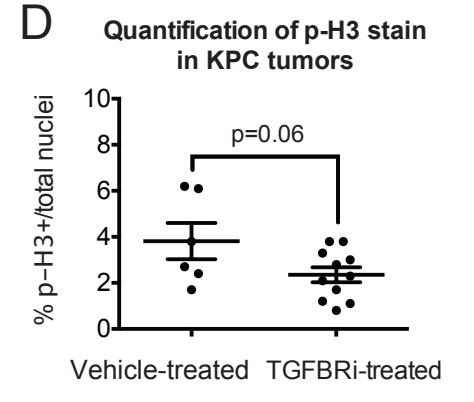 D
Quantification of p-H3 stain
in KPC tumors
% p-H3+/total nuclei
10
8
6
4
2
0
p=0.06
Vehicle-treated
TGFBRi-treated